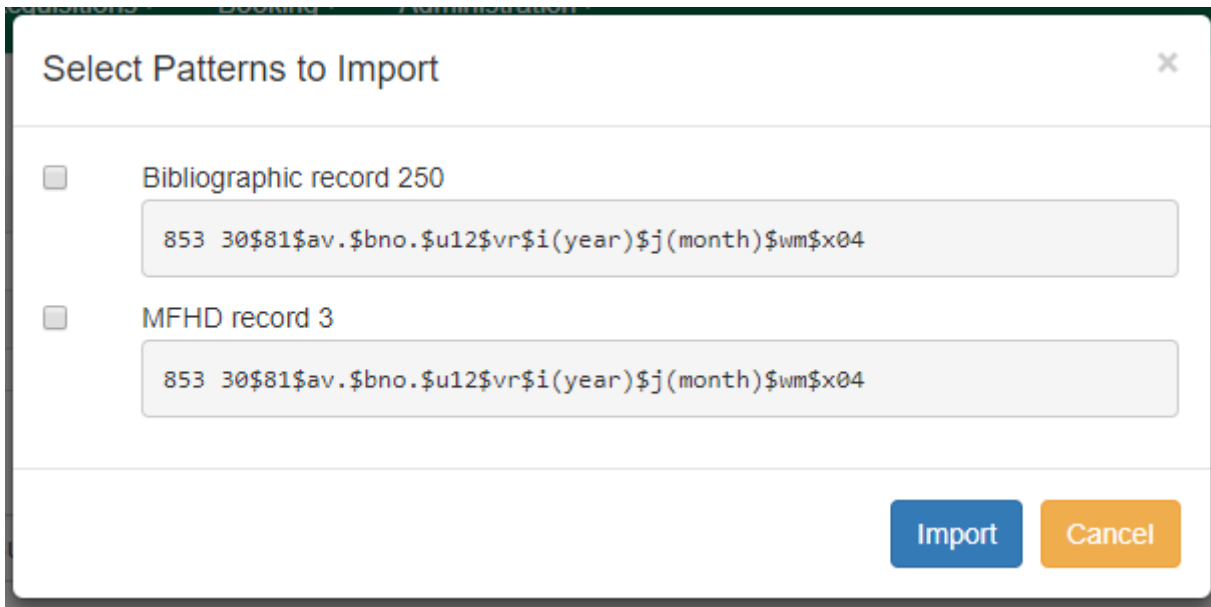 Select Patterns to Import ×
Bibliographic record 250
853 30$81$av.$bno.$u12$vr$i(year)$j(month)$wm$x04
MFHD record 3
853 30$81$av.$bno.$u12$vr$i(year)$j(month)$wm$x04
Import Cancel